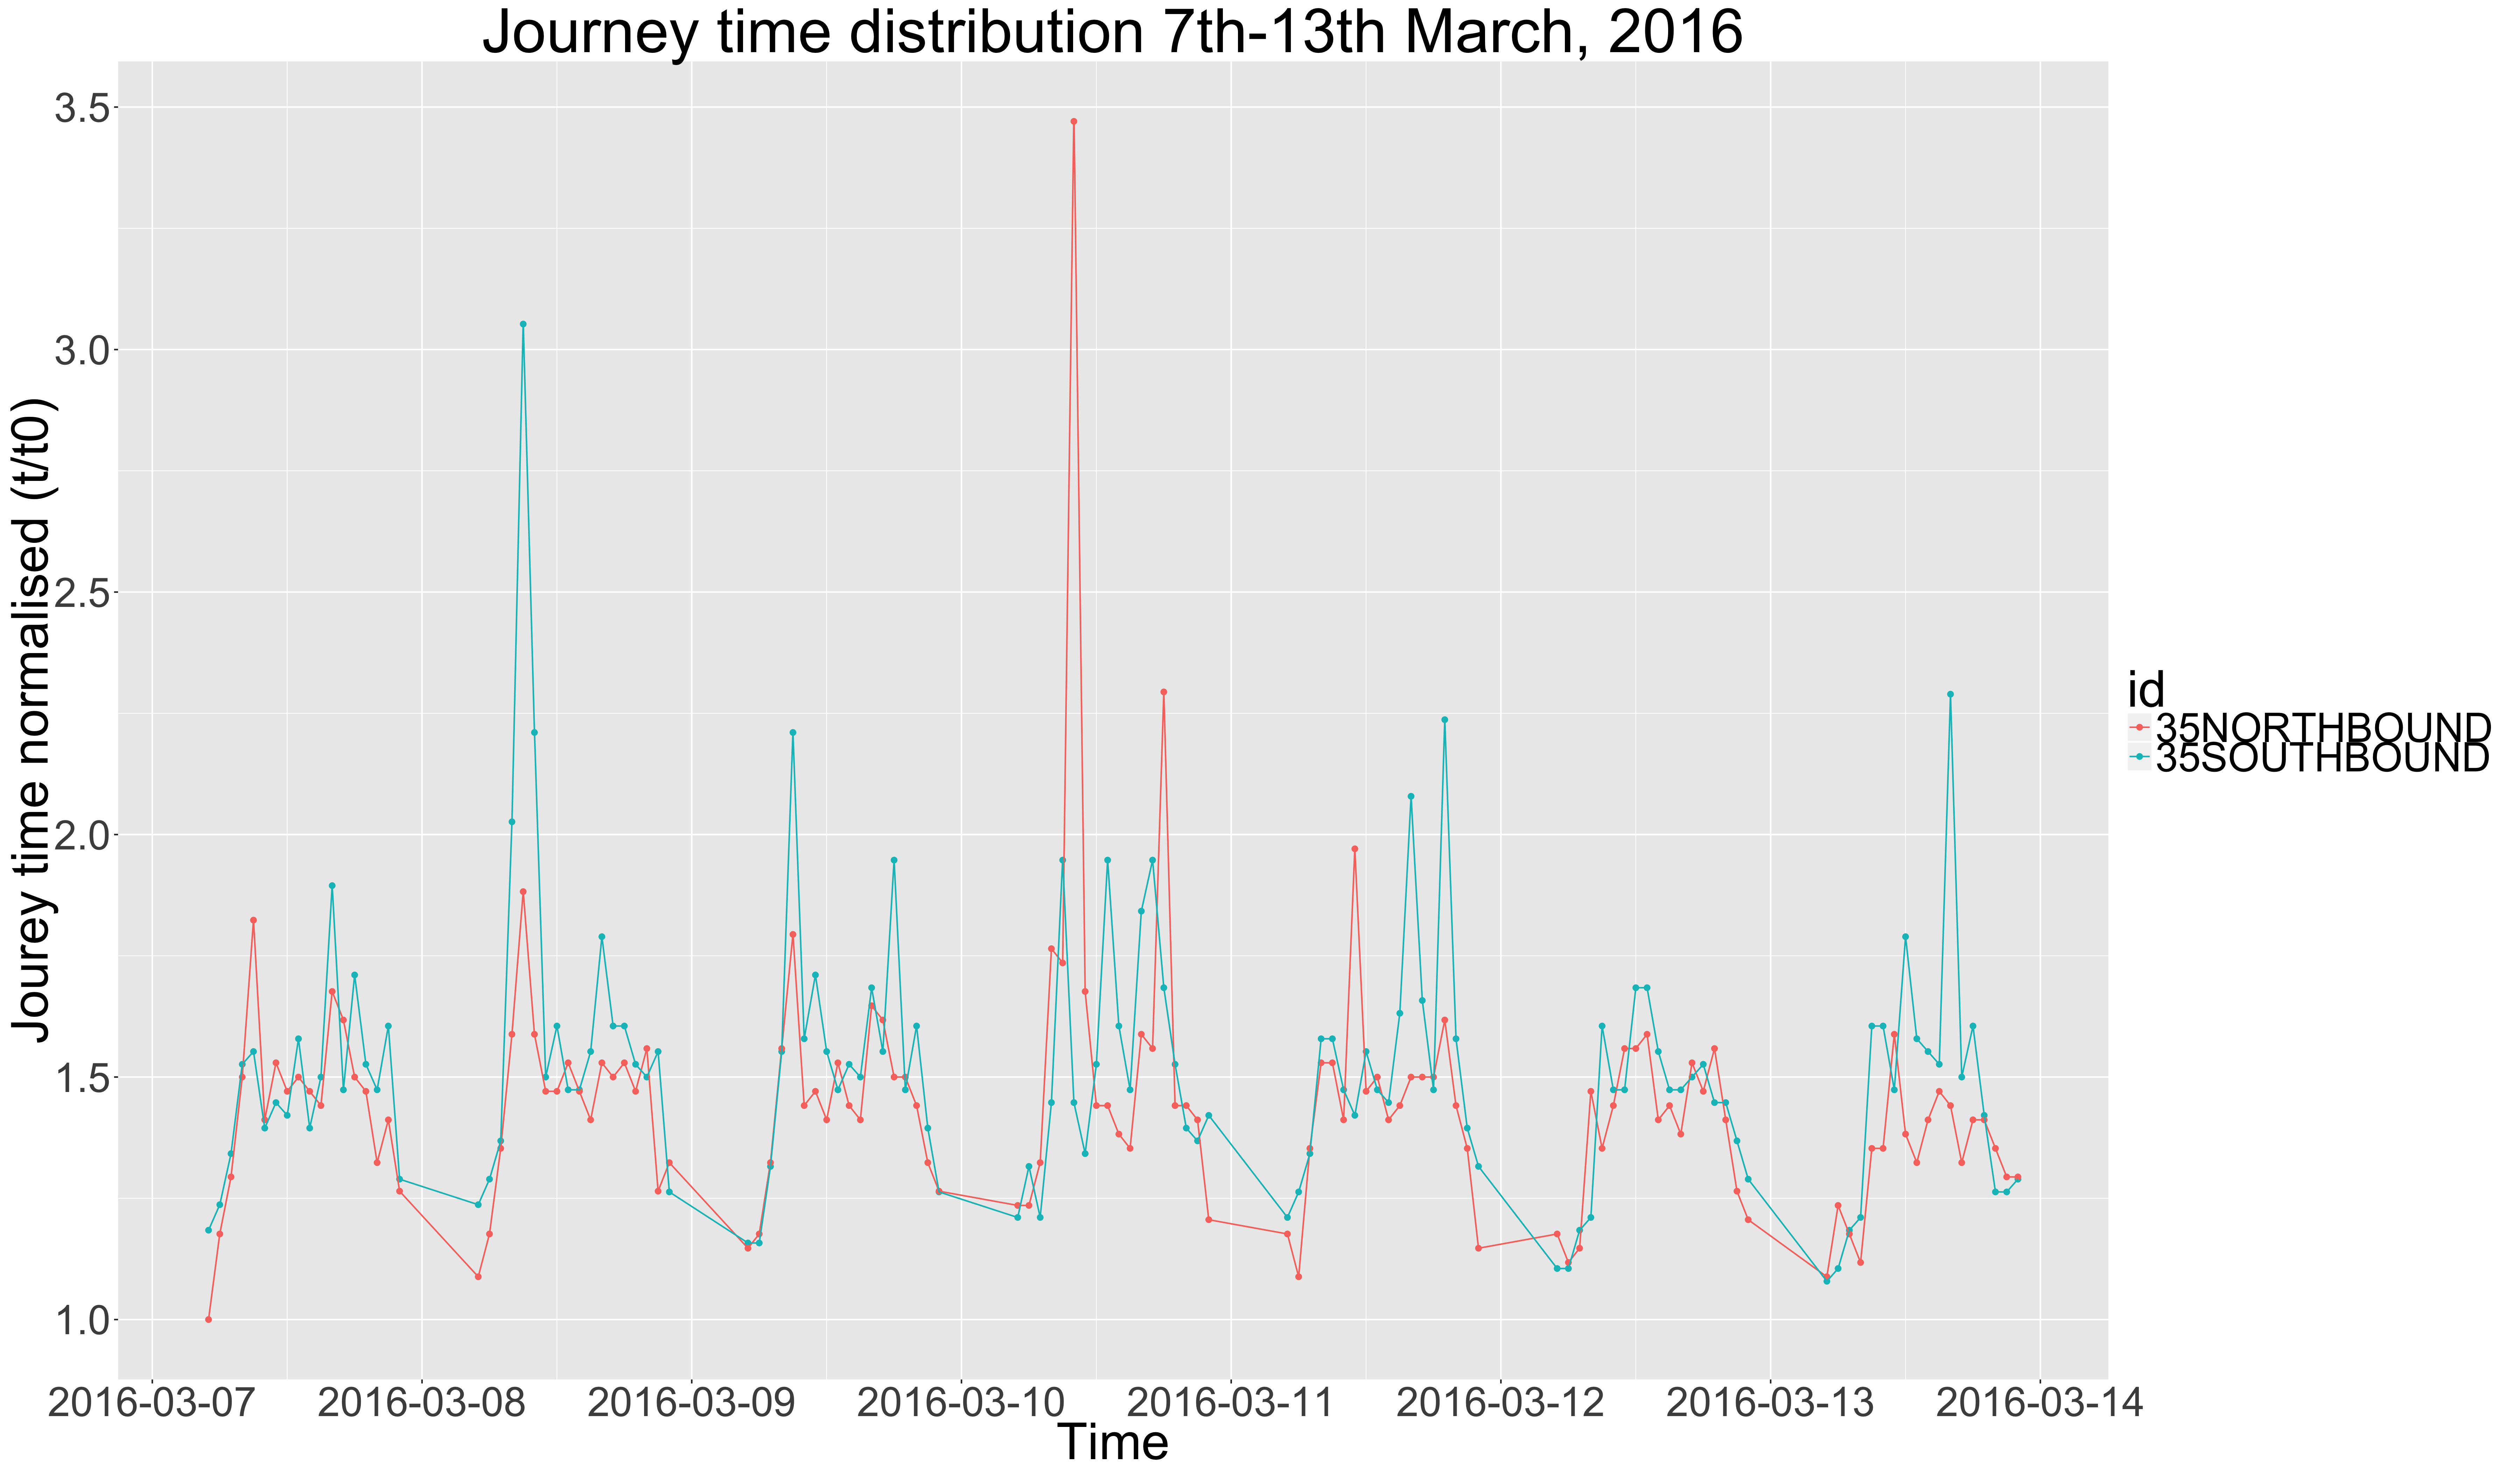 Journey time distribution 7th-13th March, 2016
Jourey time normalised (t/t0)
3.5
3.0
2.5
2.0
1.5
1.0
2016-03-07 2016-03-08 2016-03-09 2016-03-10 2016-03-11 2016-03-12 2016-03-13 2016-03-14
Time
id
35NORTHBOUND
35SOUTHBOUND